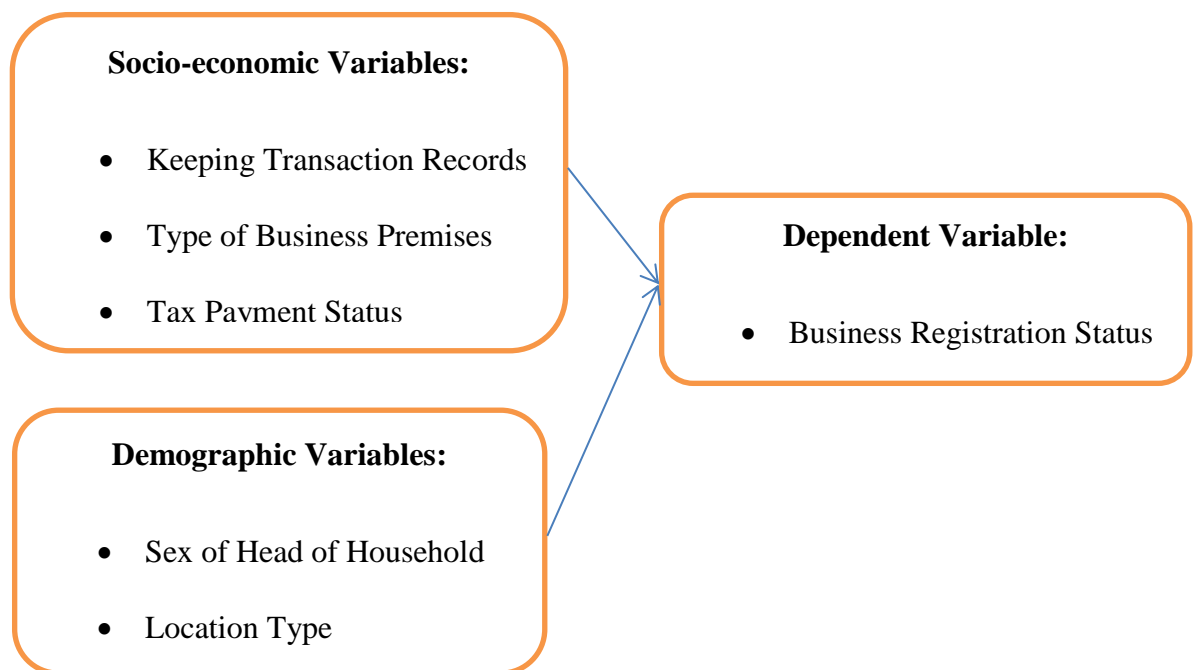 Socio-economic Variables:
• Keeping Transaction Records
• Type of Business Premises
• Tax Pavment Status
Demographic Variables:
• Sex of Head of Household
• Location Type
Dependent Variable:
• Business Registration Status